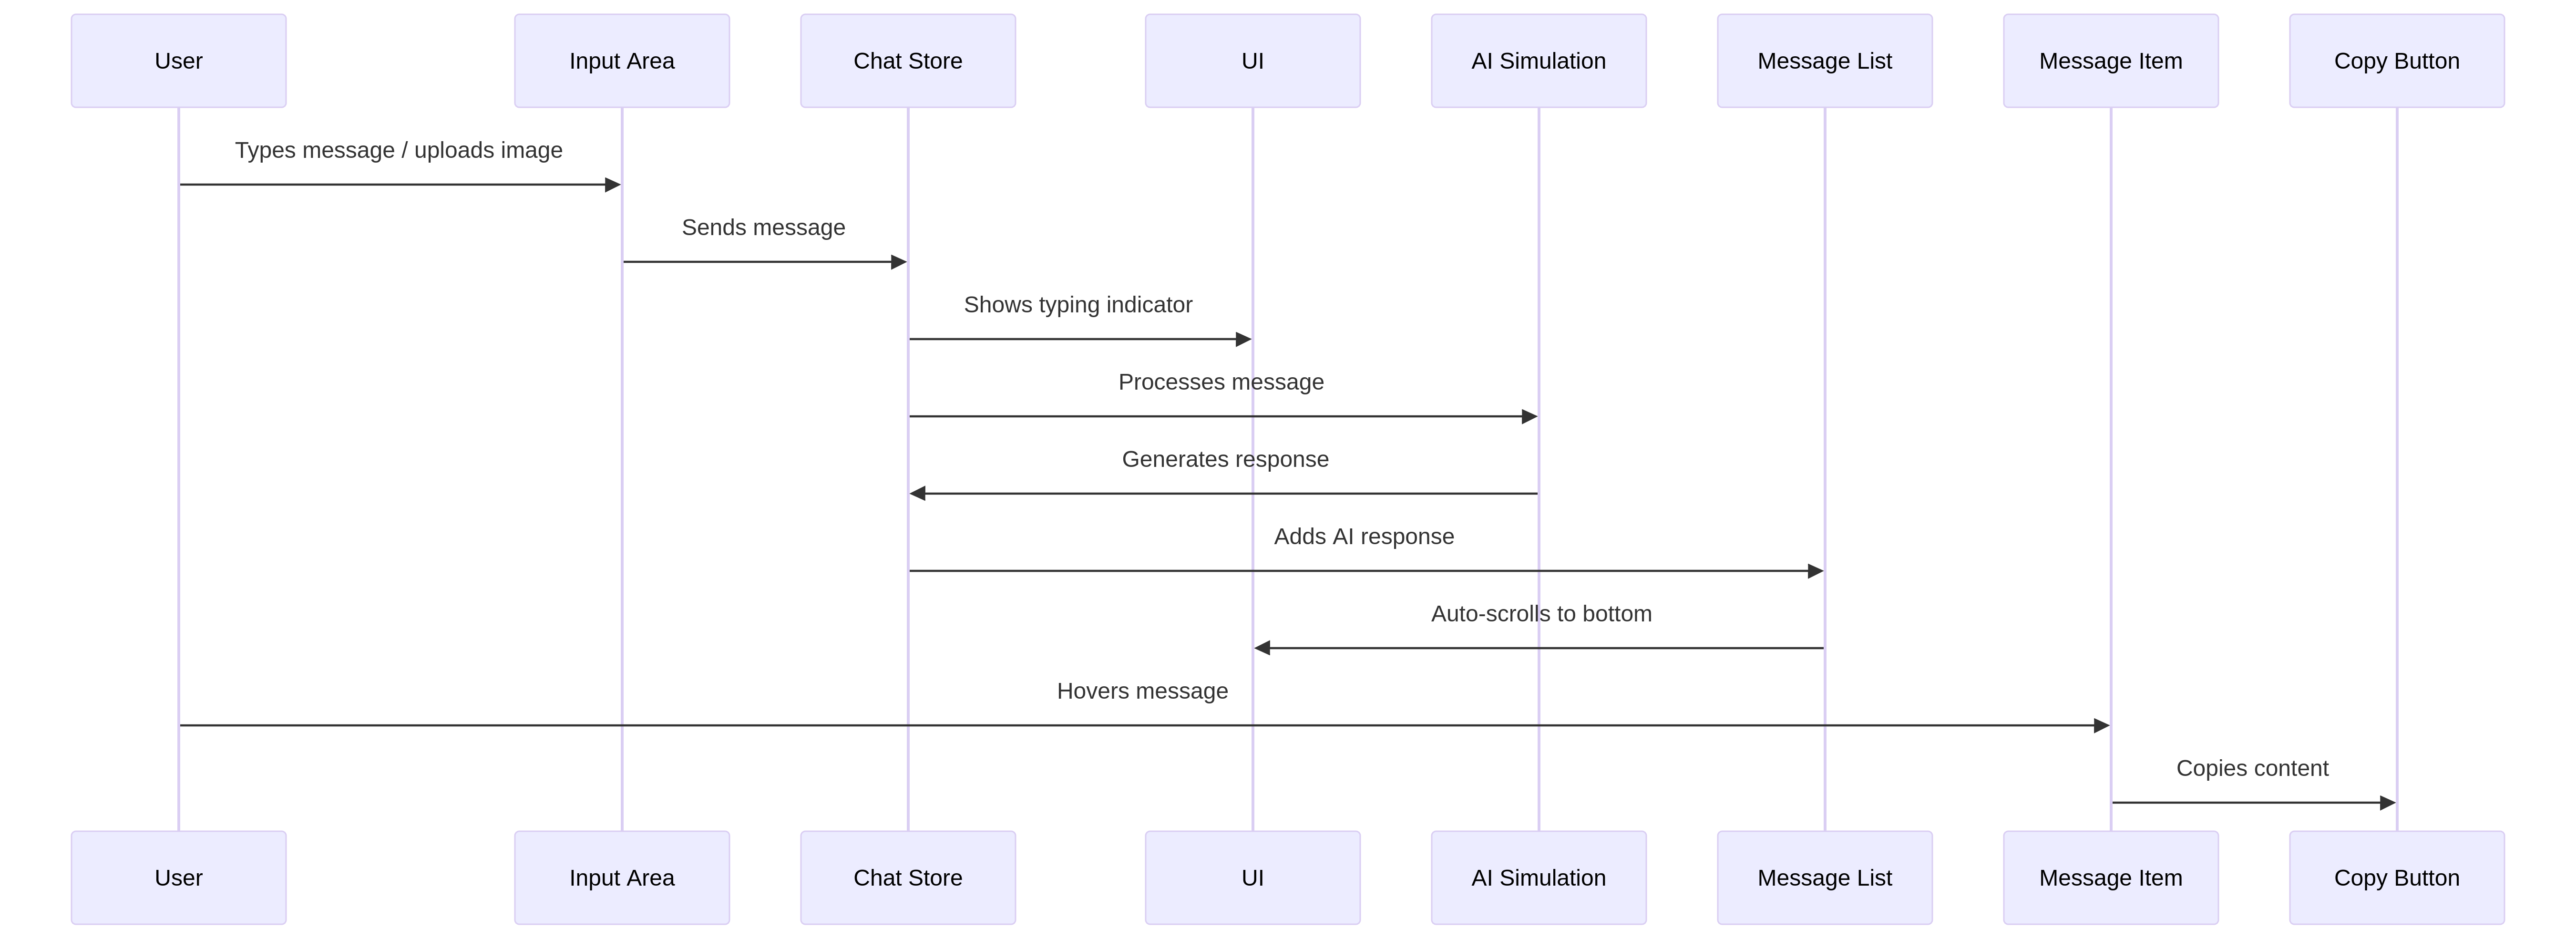 User
Input Area
Chat Store
UI
AI Simulation
Message List
Message Item
Copy Button
Types message / uploads image
Sends message
Shows typing indicator
Processes message
Generates response
Adds AI response
Auto-scrolls to bottom
Hovers message
Copies content
User
Input Area
Chat Store
UI
AI Simulation
Message List
Message Item
Copy Button